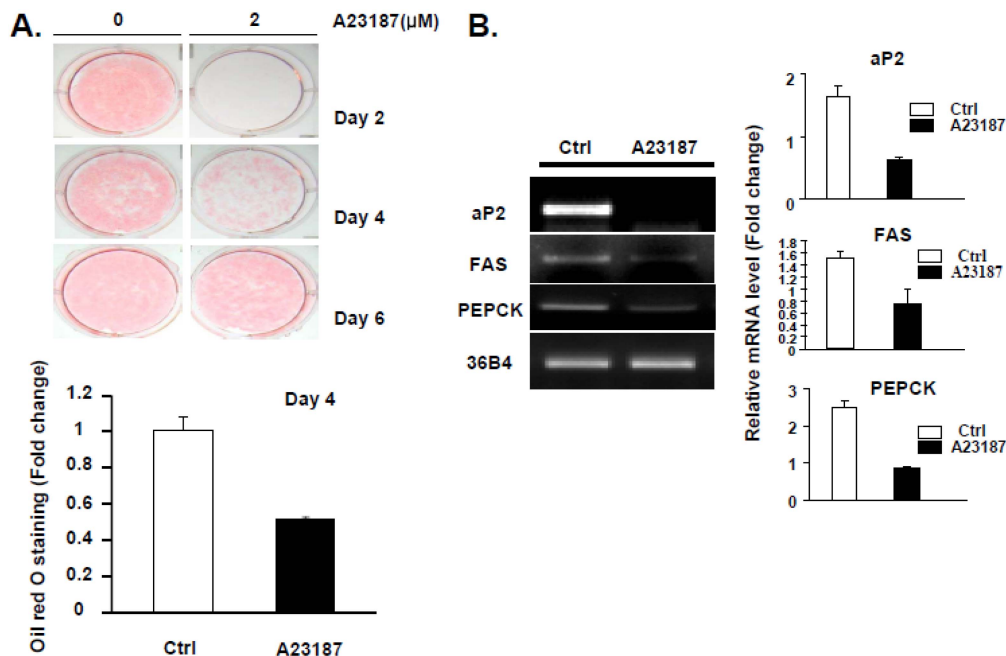 A.
0 2 A23187(μM)
Day 2
Day 4
Day 6
Oil red O staining (Fold change)
1.2
1
0.8
0.6
0.4
0.2
0
Day 4
Ctrl A23187
B.
Ctrl A23187
aP2
FAS
PEPCK
36B4
Relative mRNA level (Fold change)
aP2
2
1
0
Ctrl
A23187
FAS
1.8
1.6
1.4
1.2
1
0.8
0.6
0.4
0.2
0
Ctrl
A23187
PEPCK
3
2
1
0
Ctrl
A23187